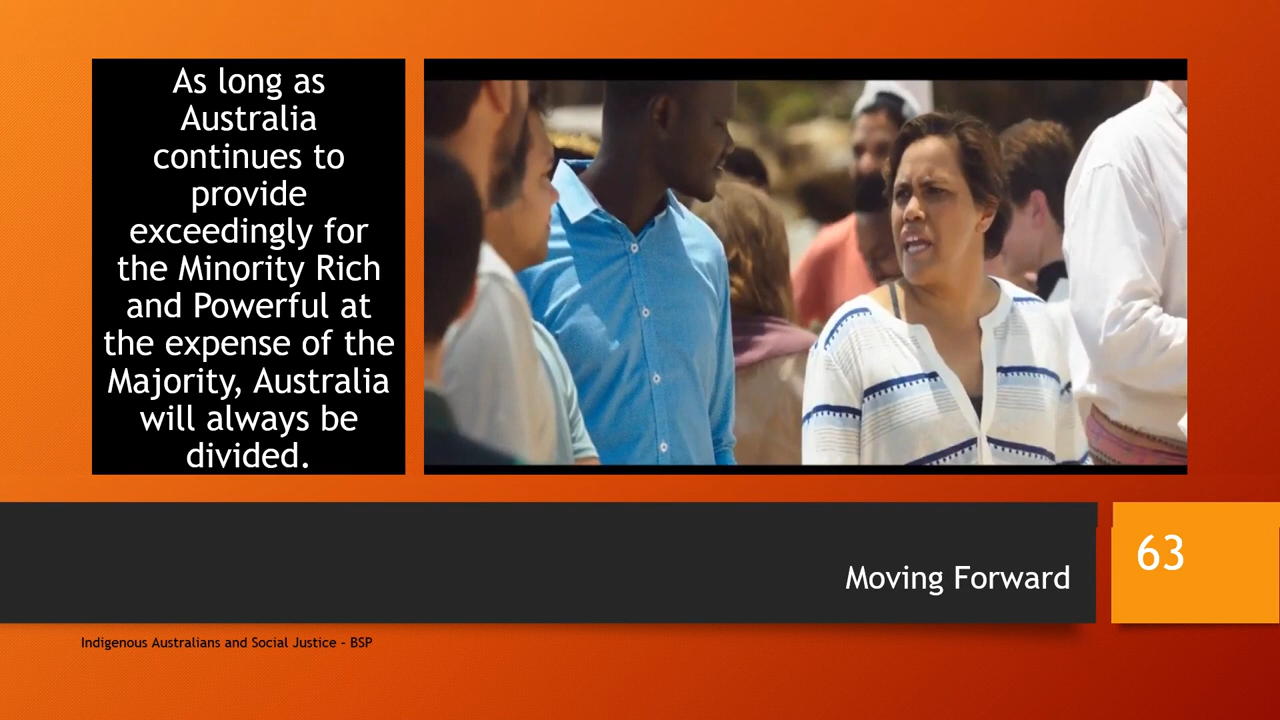 As long as
Australia
continues to
provide
exceedingly for
the Minority Rich
and Powerful at
the expense of the
Majority, Australia
will always be
divided.
Moving Forward
63
Indigenous Australians and Social Justice - BSP